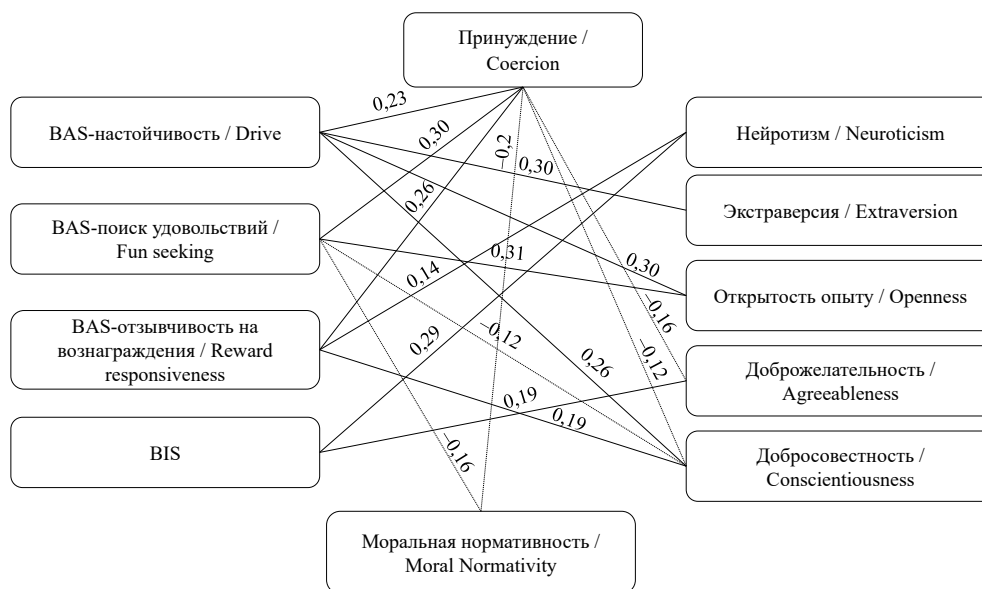 Принуждение /
Coercion
BAS-настойчивость / Drive
BAS-поиск удовольствий /
Fun seeking
BAS-отзывчивость на
вознаграждения / Reward
responsiveness
BIS
Нейротизм / Neuroticism
Экстраверсия / Extraversion
Открытость опыту / Openness
Доброжелательность /
Agreeableness
Добросовестность /
Conscientiousness
Моральная нормативность /
Moral Normativity
0,23
0,30
0,26
–0,2
0,30
0,31
0,30
0,14
–0,16
–0,12
–0,12
0,29
0,26
0,19
0,19
–0,16